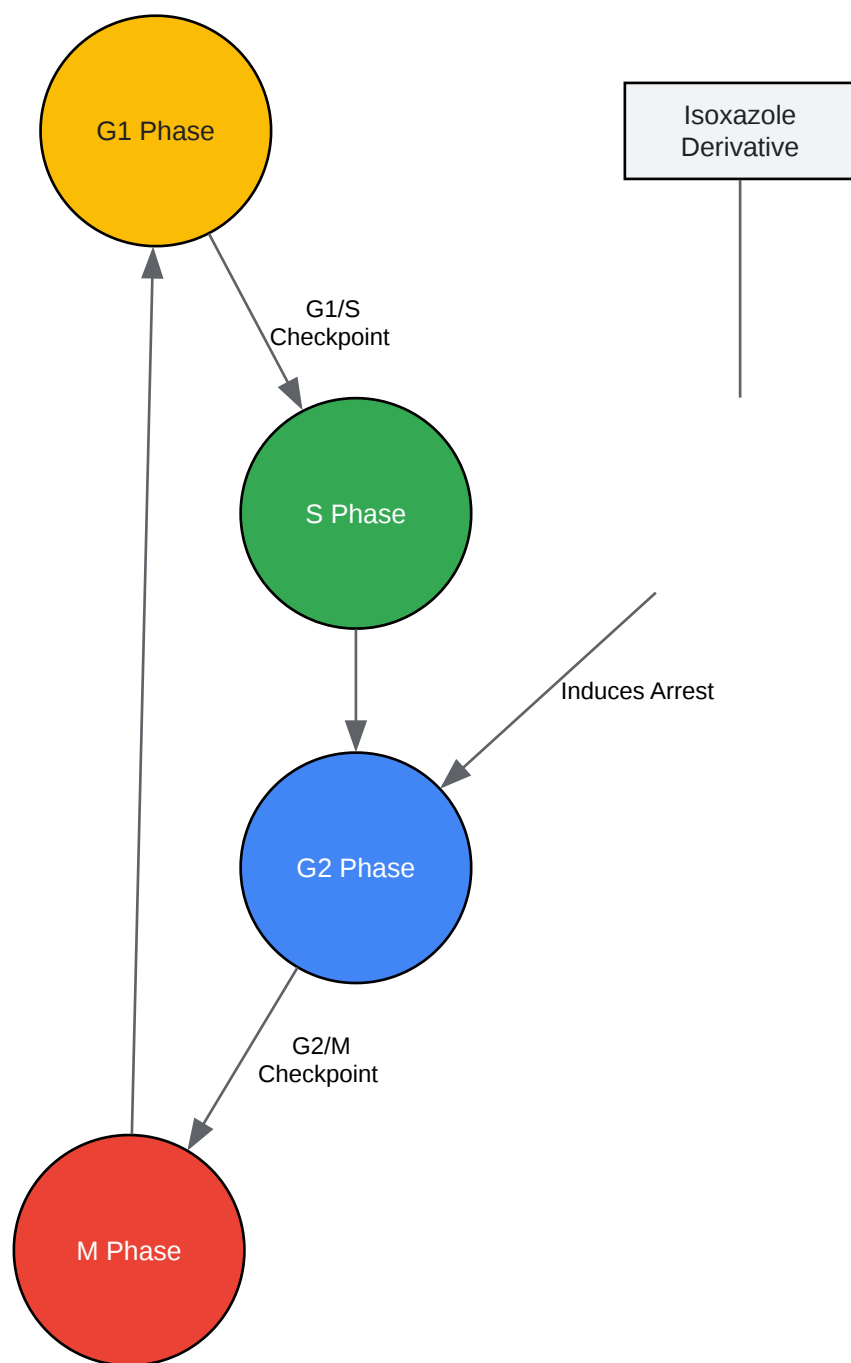 G1 Phase
Isoxazole
Derivative
G1/S
Checkpoint
S Phase
Induces Arrest
G2 Phase
G2/M
Checkpoint
M Phase